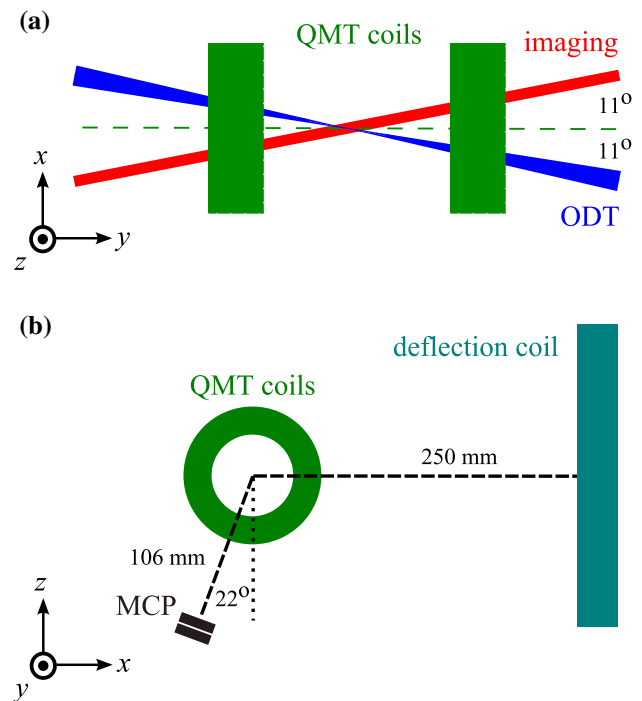 (a)
QMT coils
imaging
11°
11°
ODT
x
y
z
(b)
deflection coil
QMT coils
250 mm
106 mm
22°
MCP
z
x
y